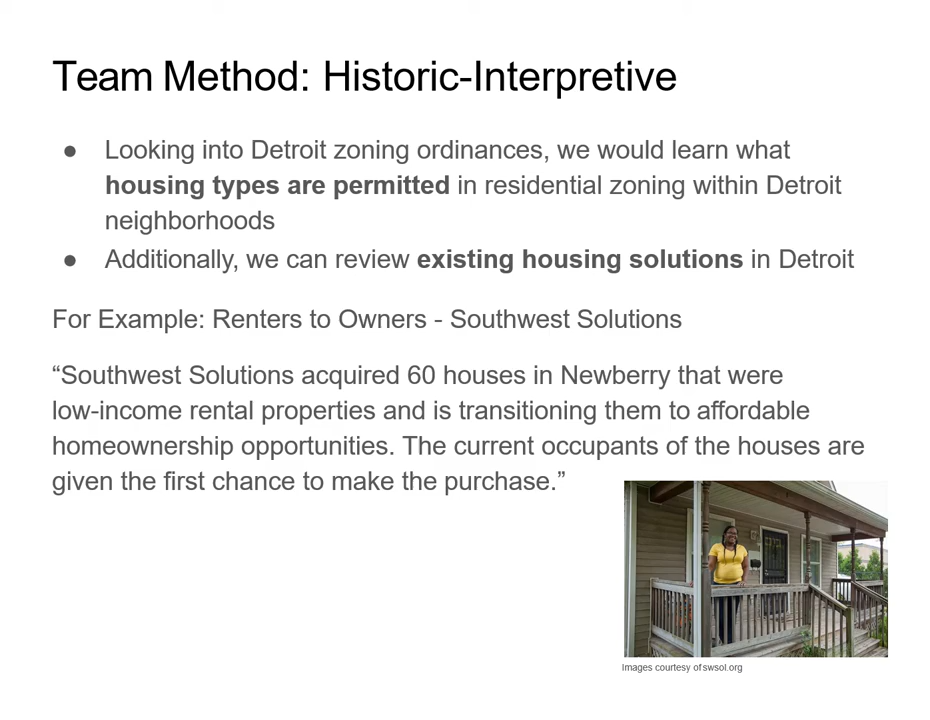 Team Method: Historic-Interpretive
● Looking into Detroit zoning ordinances, we would learn what
housing types are permitted in residential zoning within Detroit
neighborhoods
● Additionally, we can review existing housing solutions in Detroit
For Example: Renters to Owners - Southwest Solutions
“Southwest Solutions acquired 60 houses in Newberry that were
low-income rental properties and is transitioning them to affordable
homeownership opportunities. The current occupants of the houses are
given the first chance to make the purchase.”
Images courtesy of swsol.org